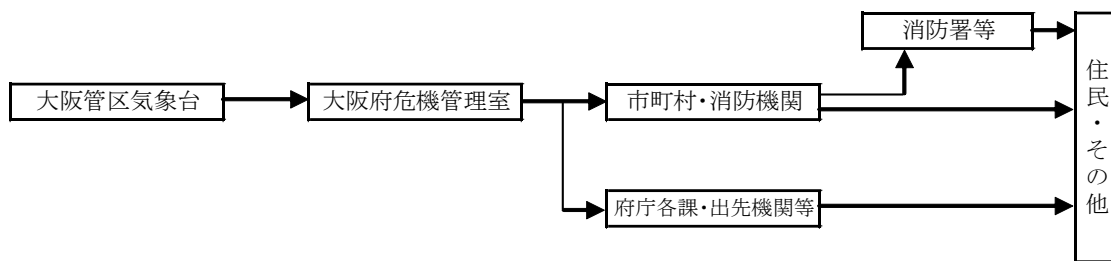 消防署等
大阪管区気象台
大阪府危機管理室
市町村・消防機関
府庁各課・出先機関等
住民・その他